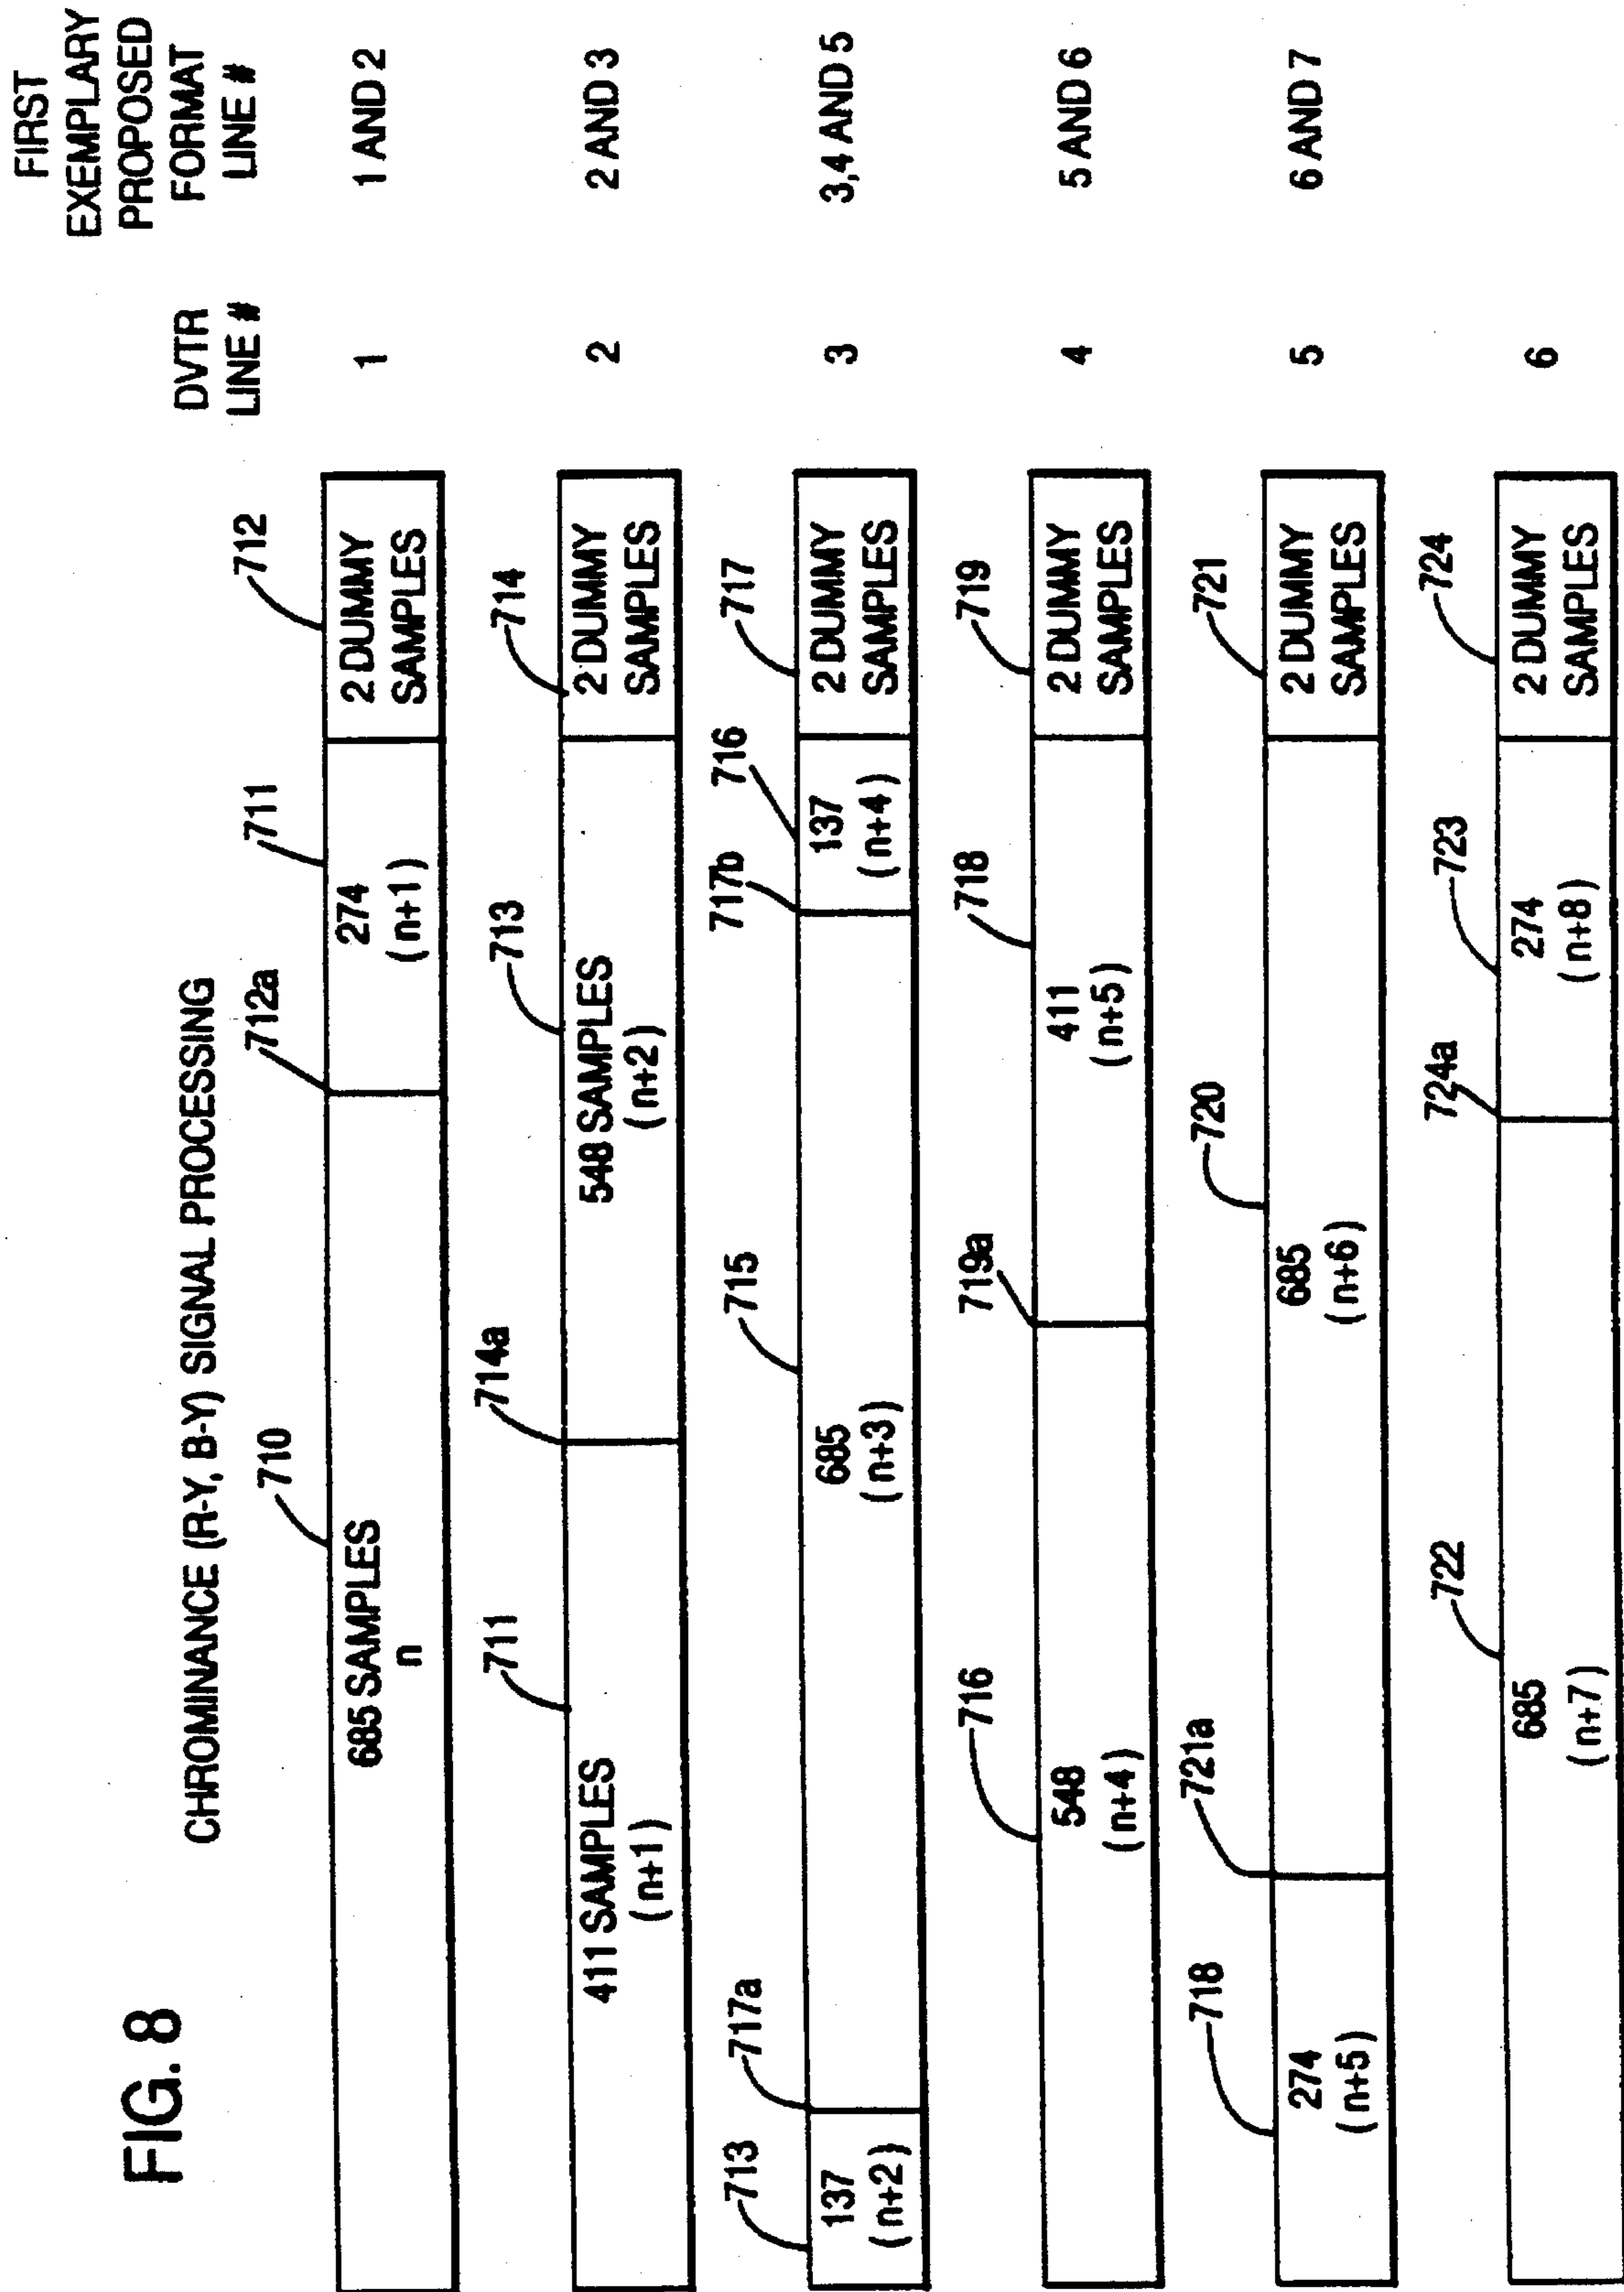 FIG. 8
CHROMINANCE (R-Y, B-Y) SIGNAL PROCESSING
DVTR
LINE #
FIRST
EXEMPLARY
PROPOSED
FORMAT
LINE #
710
712a
711
712
685 SAMPLES
n
274
(n+1)
2 DUMMY
SAMPLES
1
1 AND 2
711
714a
713
714
411 SAMPLES
(n+1)
548 SAMPLES
(n+2)
2 DUMMY
SAMPLES
2
2 AND 3
713
717a
715
717b
716
717
137
(n+2)
685
(n+3)
137
(n+4)
2 DUMMY
SAMPLES
3
3,4 AND 5
716
719a
718
719
548
(n+4)
411
(n+5)
2 DUMMY
SAMPLES
4
5 AND 6
718
721a
720
721
274
(n+5)
685
(n+6)
2 DUMMY
SAMPLES
5
6 AND 7
722
724a
723
724
685
(n+7)
274
(n+8)
2 DUMMY
SAMPLES
6